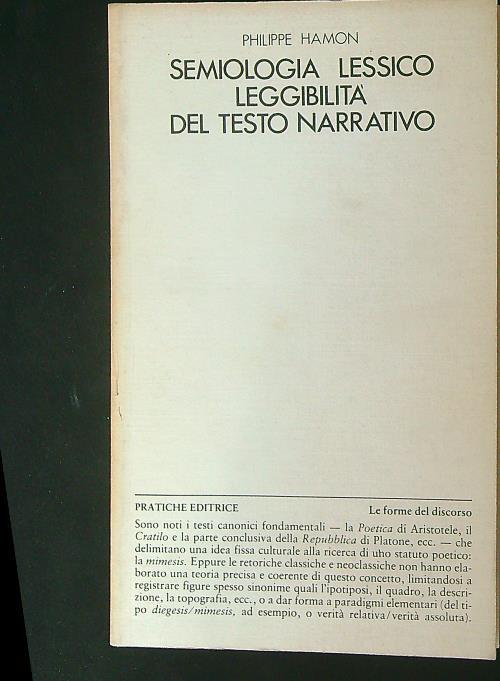 PHILIPPE HAMON
SEMIOLOGIA LESSICO
LEGGIBILITÀ
DEL TESTO NARRATIVO
PRATICHE EDITRICE Le forme del discorso
Sono noti i testi canonici fondamentali — la Poetica di Aristotele, il
Cratilo e la parte conclusiva della Repubblica di Platone, ecc. — che
delimitano una idea fissa culturale alla ricerca di uno statuto poetico:
la mimesis. Eppure le retoriche classiche e neoclassiche non hanno ela-
borato una teoria precisa e coerente di questo concetto, limitandosi a
registrare figure spesso sinonime quali l'ipotiposi, il quadro, la descri-
zione, la topografia, ecc., o a dar forma a paradigmi elementari (del ti-
po diegesis/mimesis, ad esempio, o verità relativa/verità assoluta).